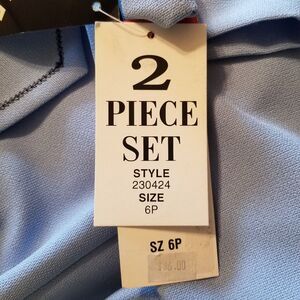 2
PIECE
SET
STYLE
230424
SIZE
6P
SZ 6P